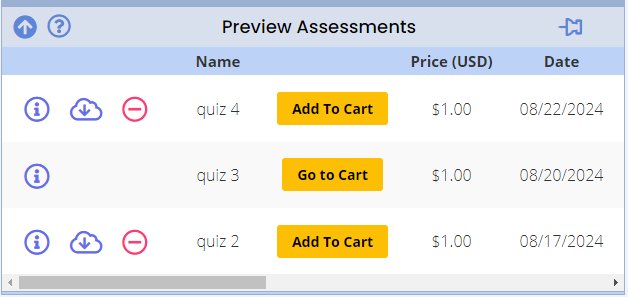 Preview Assessments
Name Price (USD) Date
quiz 4 Add To Cart $1.00 08/22/2024
quiz 3 Go to Cart $1.00 08/20/2024
quiz 2 Add To Cart $1.00 08/17/2024